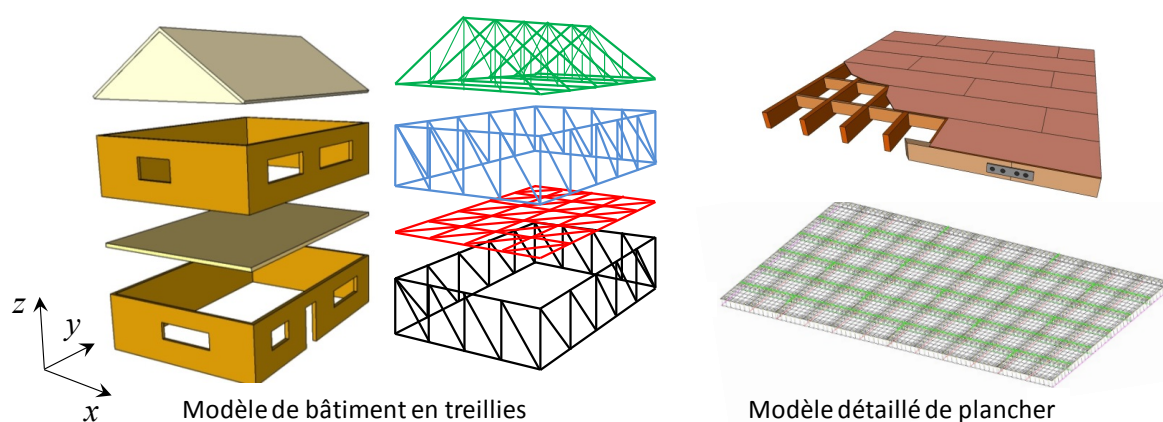 z
y
x
Modèle de bâtiment en treillies
Modèle détaillé de plancher